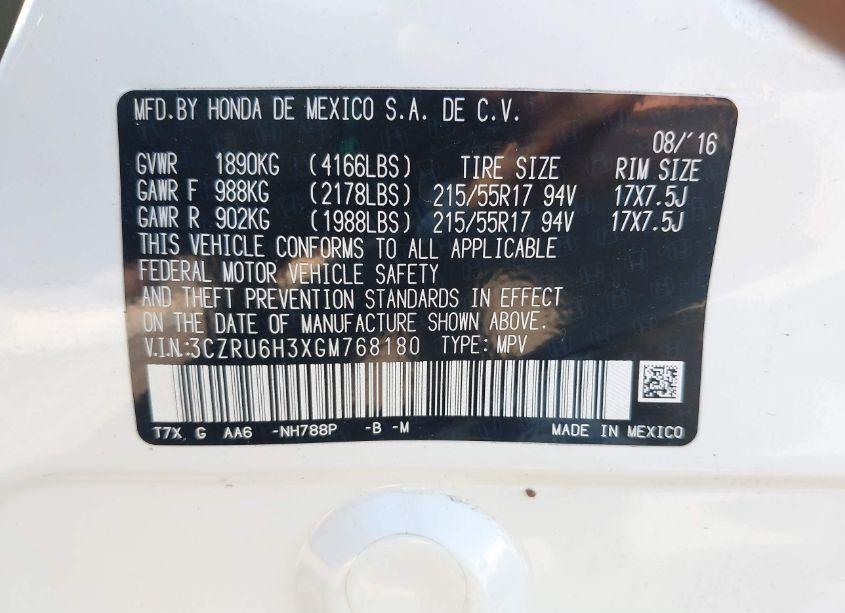 MFD.BY HONDA DE MEXICO S.A. DE C.V.
08/'16
GVWR 1890KG (4166LBS) TIRE SIZE RIM SIZE
GAWR F 988KG (2178LBS) 215/55R17 94V 17X7.5J
GAWR R 902KG (1988LBS) 215/55R17 94V 17X7.5J
THIS VEHICLE CONFORMS TO ALL APPLICABLE
FEDERAL MOTOR VEHICLE SAFETY
AND THEFT PREVENTION STANDARDS IN EFFECT
ON THE DATE OF MANUFACTURE SHOWN ABOVE.
V.I.N.:3CZRU6H3XGM768180 TYPE: MPV
T7X, G AA6 -NH788P -B -M MADE IN MEXICO